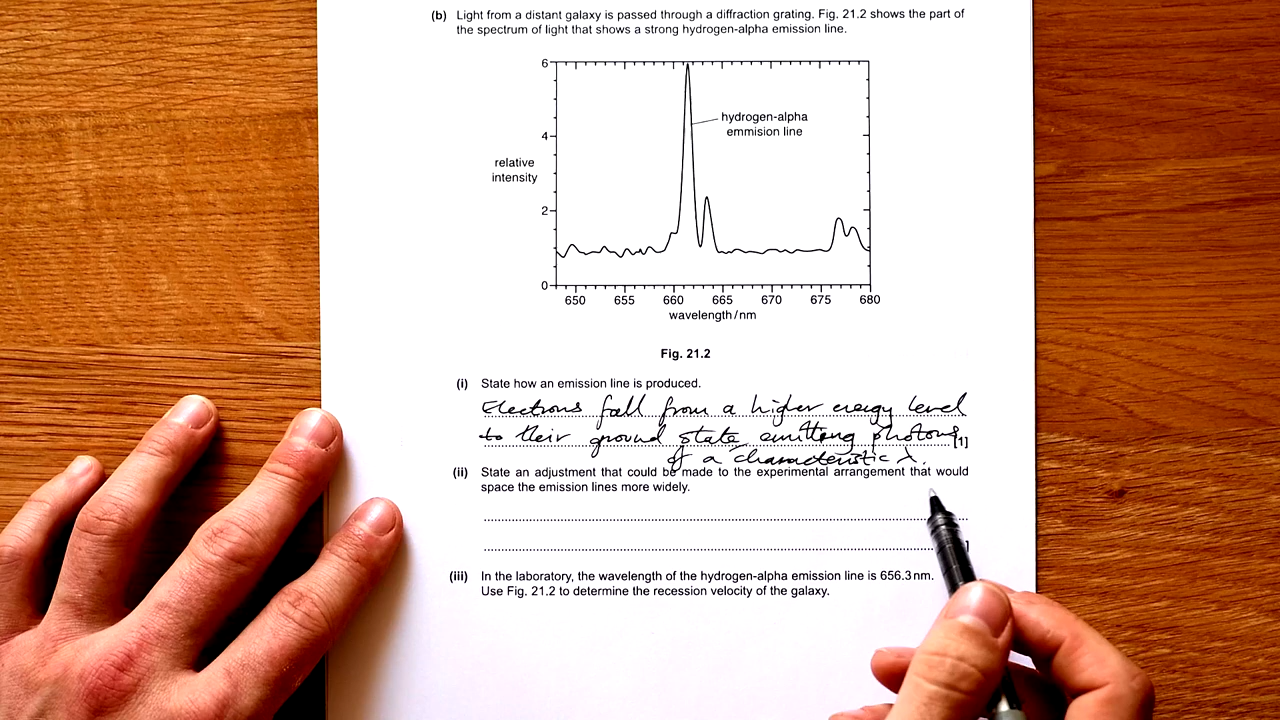 (b) Light from a distant galaxy is passed through a diffraction grating. Fig. 21.2 shows the part of
the spectrum of light that shows a strong hydrogen-alpha emission line.
6
hydrogen-alpha
emmision line
4
relative
intensity
2
0
650 655 660 665 670 675 680
wavelength/nm
Fig. 21.2
(i) State how an emission line is produced.
Electrons fall from a higher energy level
to their ground state emitting photons [1]
of a characteristic λ.
(ii) State an adjustment that could be made to the experimental arrangement that would
space the emission lines more widely.
(iii) In the laboratory, the wavelength of the hydrogen-alpha emission line is 656.3 nm.
Use Fig. 21.2 to determine the recession velocity of the galaxy.